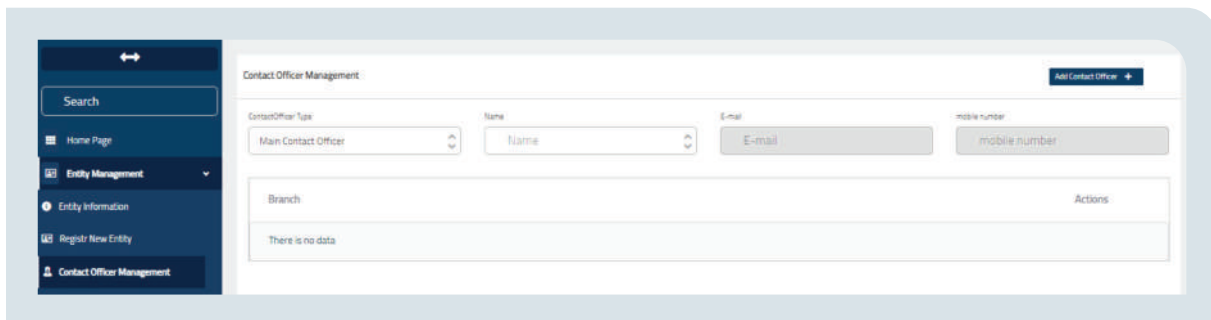 Search
Home Page
Entity Management
Entity Information
Registr New Entity
Contact Officer Management
Contact Officer Management
Add Contact Officer +
ContactOfficer Type
Name
E-mail
mobile number
Main Contact Officer
Name
E-mail
mobile number
Branch
Actions
There is no data